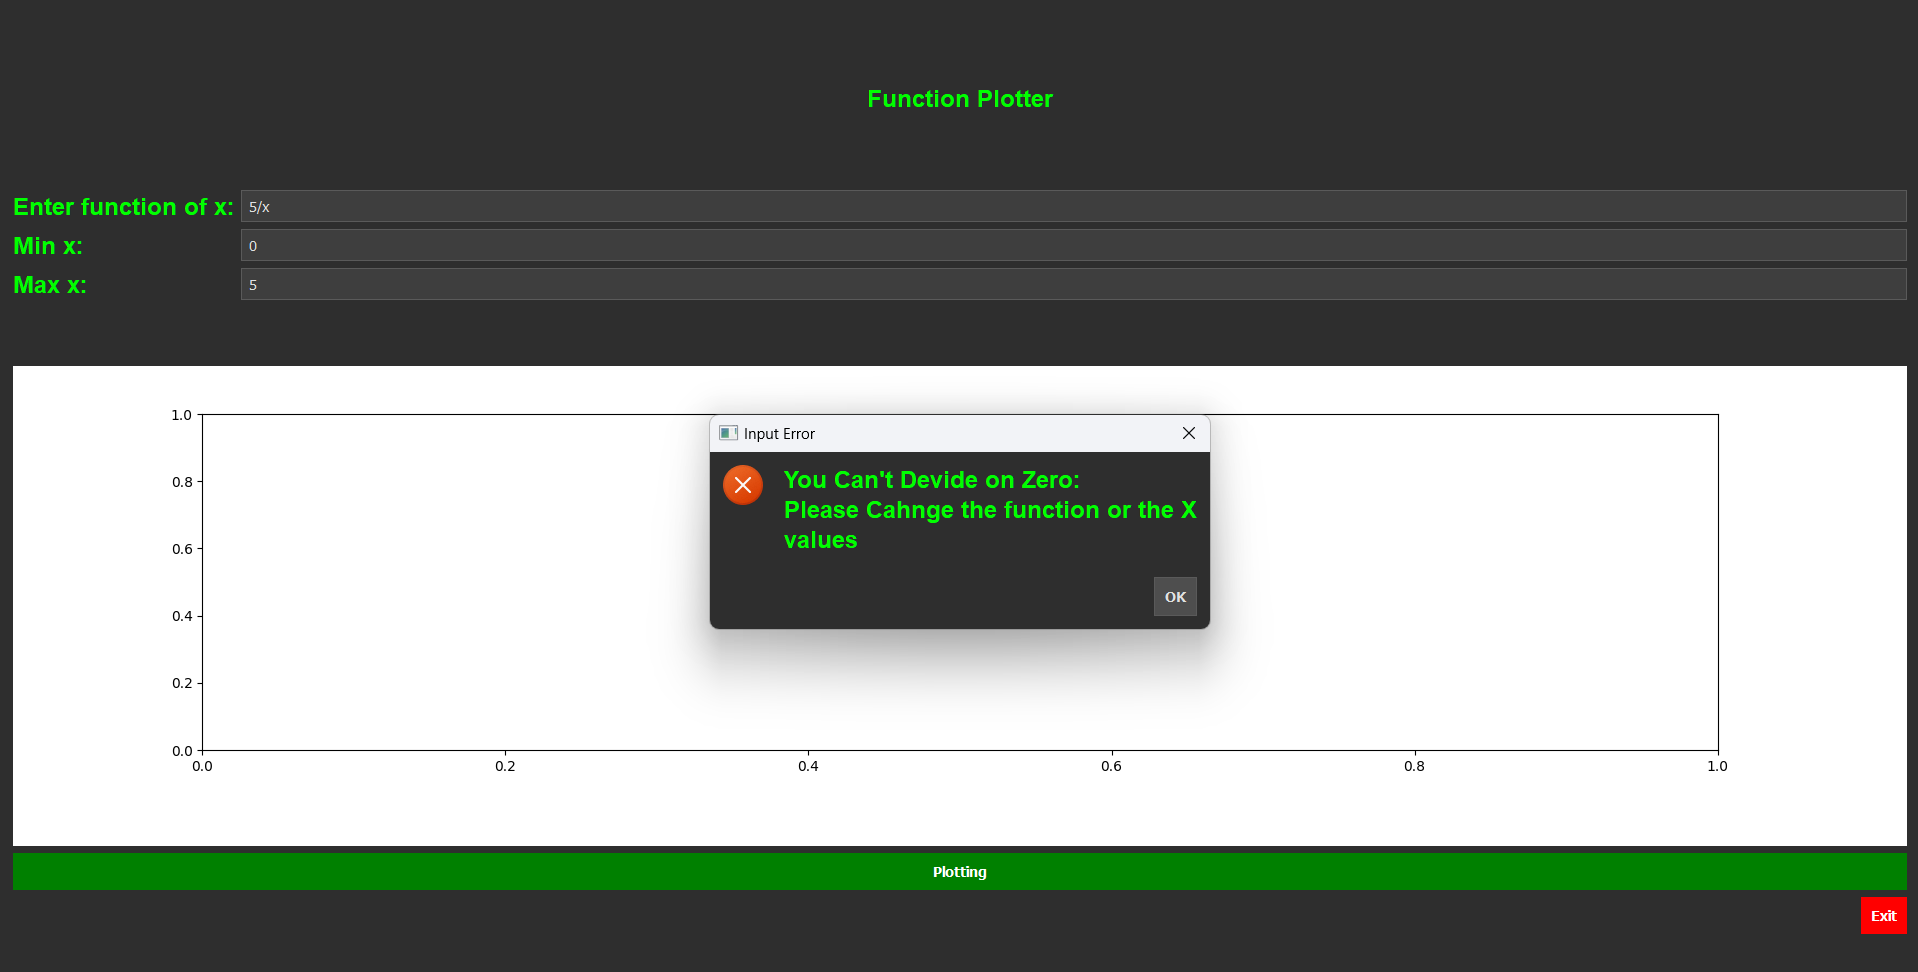 Function Plotter
Enter function of x:
5/x
Min x:
0
Max x:
5
1.0
0.8
0.6
0.4
0.2
0.0
0.0 0.2 0.4 0.6 0.8 1.0
Input Error
You Can't Devide on Zero:
Please Cahnge the function or the X
values
OK
Plotting
Exit